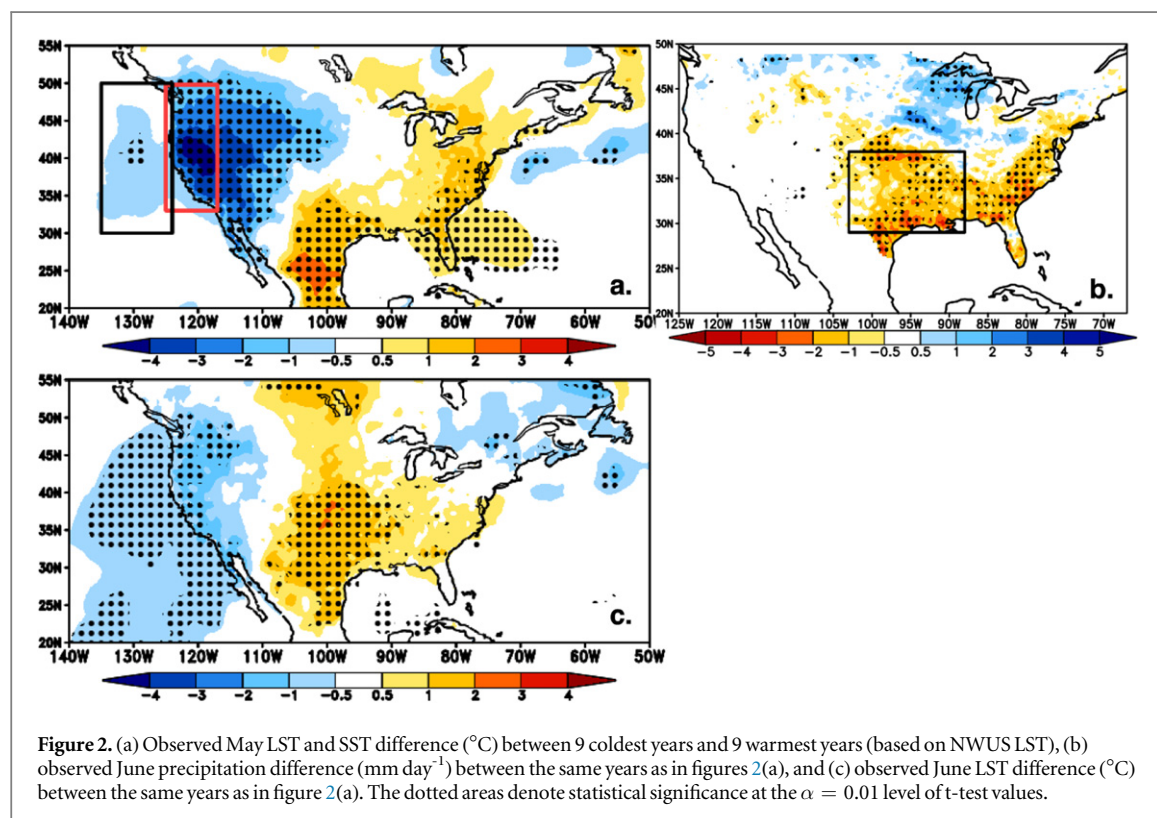 55N
50N
45N
40N
35N
30N
25N
20N
a.
140W 130W 120W 110W 100W 90W 80W 70W 60W 50W
-4 -3 -2 -1 -0.5 0.5 1 2 3 4
50N
45N
40N
35N
30N
25N
20N
b.
125W 120W 115W 110W 105W 100W 95W 90W 85W 80W 75W 70W
-5 -4 -3 -2 -1 -0.5 0.5 1 2 3 4 5
55N
50N
45N
40N
35N
30N
25N
20N
c.
140W 130W 120W 110W 100W 90W 80W 70W 60W 50W
-4 -3 -2 -1 -0.5 0.5 1 2 3 4
Figure 2. (a) Observed May LST and SST difference (°C) between 9 coldest years and 9 warmest years (based on NWUS LST), (b)
observed June precipitation difference (mm day⁻¹) between the same years as in figures 2(a), and (c) observed June LST difference (°C)
between the same years as in figure 2(a). The dotted areas denote statistical significance at the α = 0.01 level of t-test values.